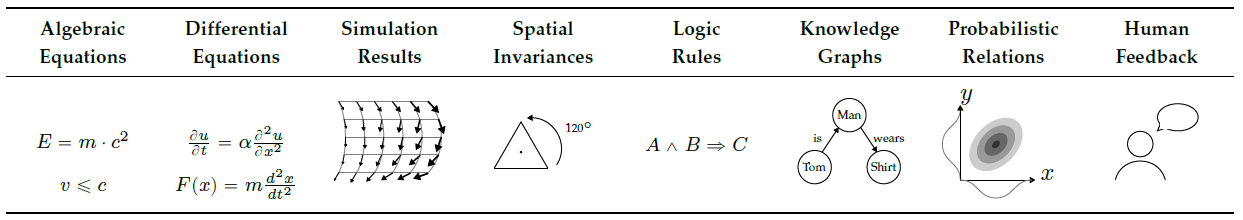 Algebraic Equations
Differential Equations
Simulation Results
Spatial Invariances
Logic Rules
Knowledge Graphs
Probabilistic Relations
Human Feedback
E = m · c²
v ⩽ c
∂u/∂t = α ∂²u/∂x²
F(x) = m d²x/dt²
120°
A ∧ B ⇒ C
Man
is
wears
Tom
Shirt
y
x